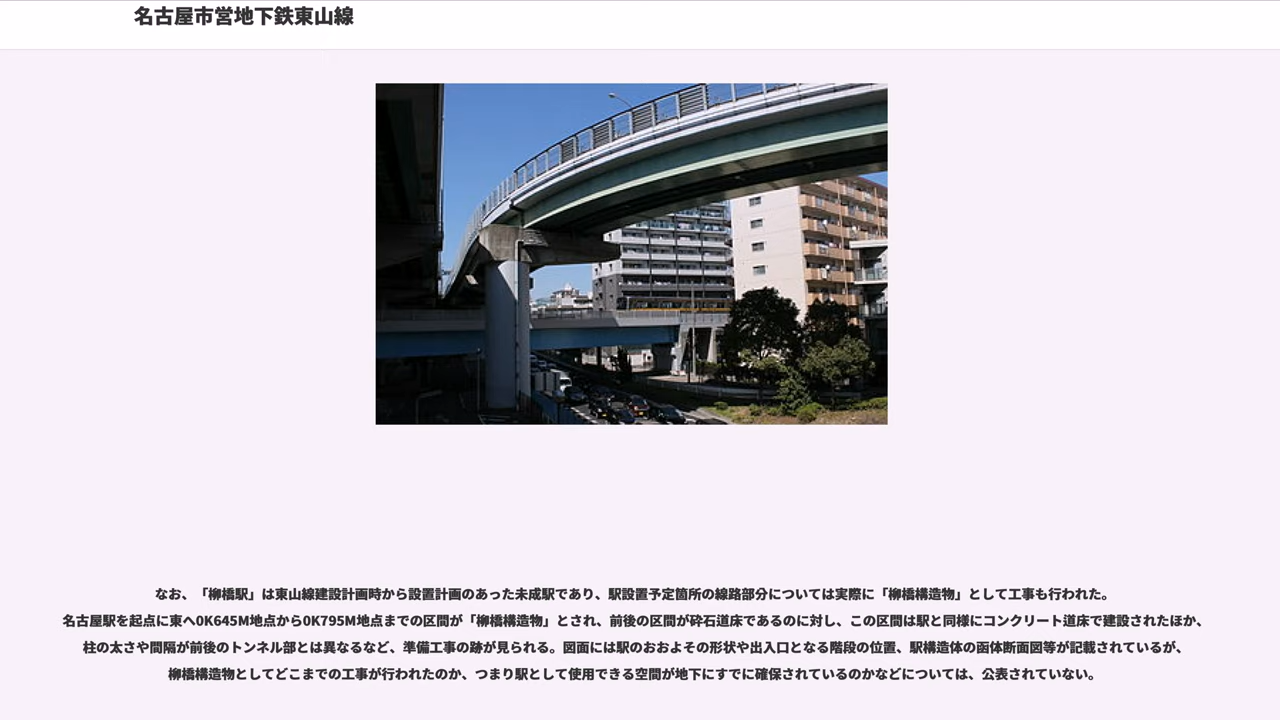 名古屋市営地下鉄東山線
なお、「柳橋駅」は東山線建設計画時から設置計画のあった未成駅であり、駅設置予定箇所の線路部分については実際に「柳橋構造物」として工事も行われた。
名古屋駅を起点に東へ0K645M地点から0K795M地点までの区間が「柳橋構造物」とされ、前後の区間が砕石道床であるのに対し、この区間は駅と同様にコンクリート道床で建設されたほか、
柱の太さや間隔が前後のトンネル部とは異なるなど、準備工事の跡が見られる。図面には駅のおおよその形状や出入口となる階段の位置、駅構造体の函体断面図等が記載されているが、
柳橋構造物としてどこまでの工事が行われたのか、つまり駅として使用できる空間が地下にすでに確保されているのかなどについては、公表されていない。